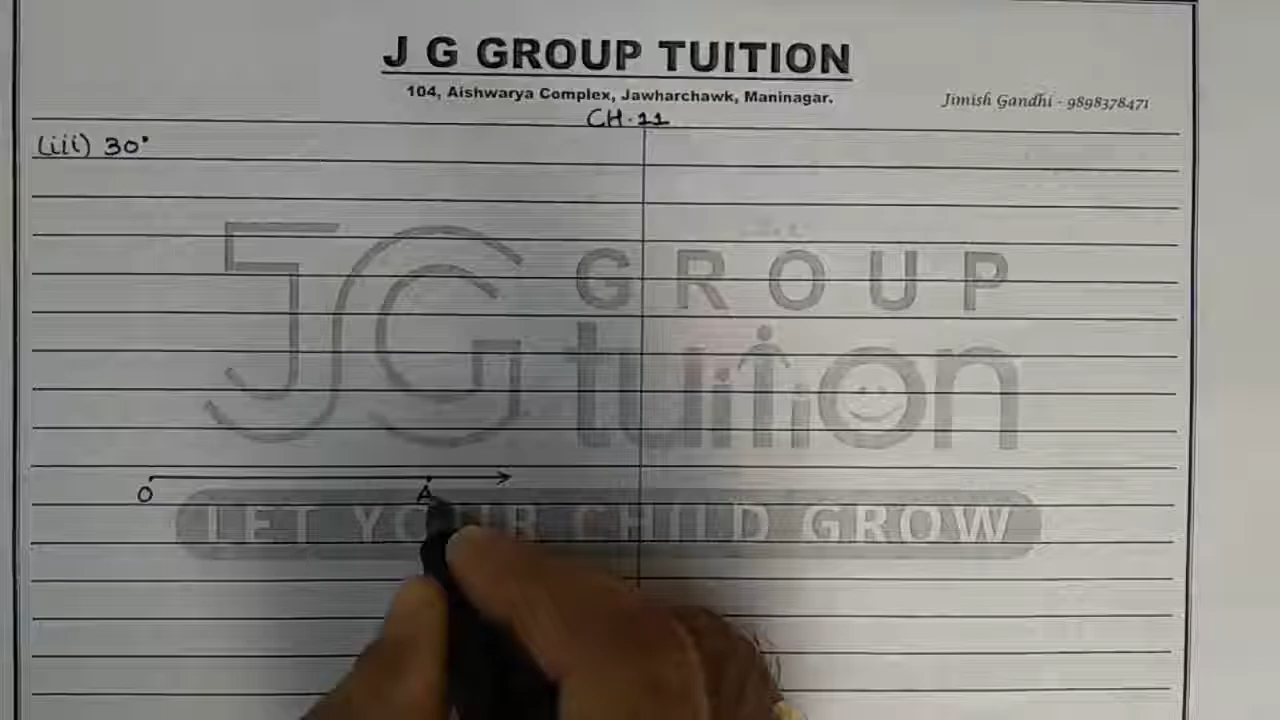 J G GROUP TUITION
104, Aishwarya Complex, Jawharchawk, Maninagar.
Jimish Gandhi - 9898378471
CH.11
(iii) 30°
JG GROUP
tuition
O A
LET YOUR CHILD GROW